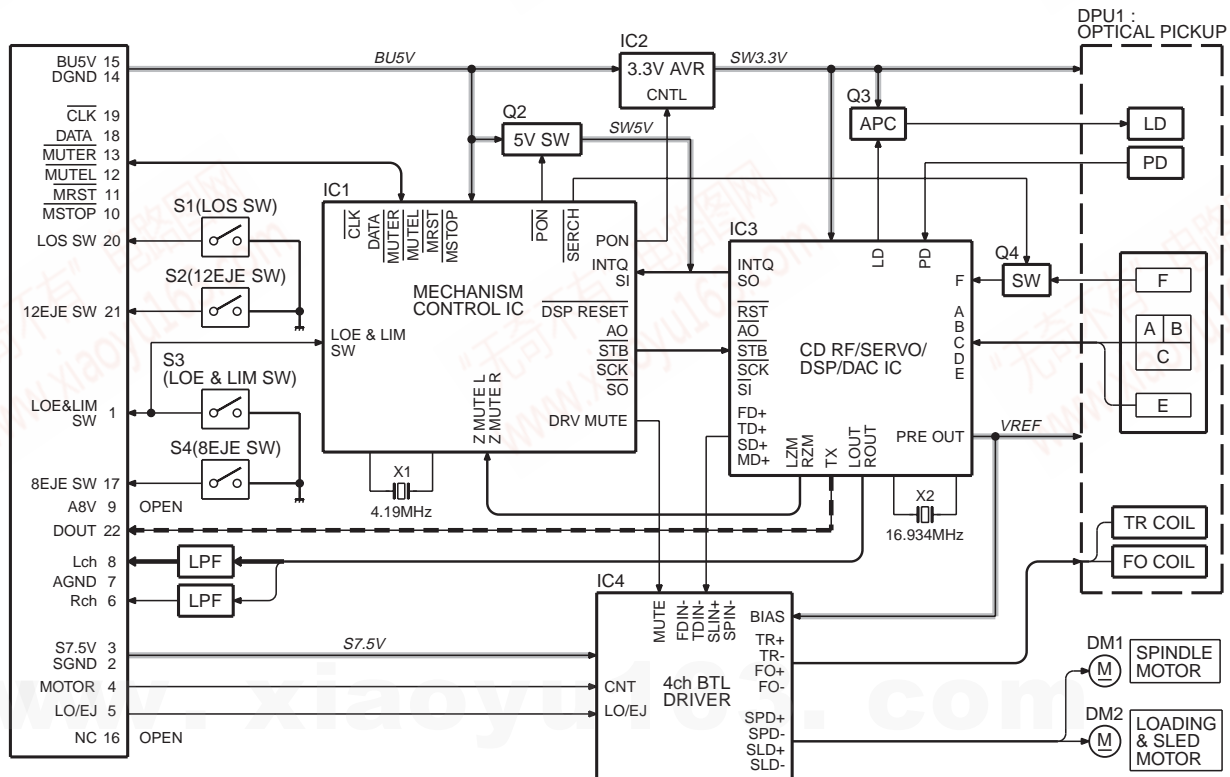 DPU1 :
OPTICAL PICKUP
BU5V 15
DGND 14
CLK 19
DATA 18
MUTER 13
MUTEL 12
MRST 11
MSTOP 10
LOS SW 20
12EJE SW 21
LOE&LIM
SW 1
8EJE SW 17
A8V 9 OPEN
DOUT 22
Lch 8
AGND 7
Rch 6
S7.5V 3
SGND 2
MOTOR 4
LO/EJ 5
NC 16 OPEN
BU5V
S1(LOS SW)
S2(12EJE SW)
S3
(LOE & LIM SW)
S4(8EJE SW)
LPF
LPF
S7.5V
IC2
3.3V AVR
CNTL
SW3.3V
Q2
5V SW
SW5V
Q3
APC
IC1
CLK
DATA
MUTER
MUTEL
MRST
MSTOP
PON
SERCH
PON
INTQ
SI
MECHANISM
CONTROL IC
DSP RESET
AO
STB
SCK
SO
LOE & LIM
SW
Z MUTE L
Z MUTE R
DRV MUTE
X1
4.19MHz
IC3
LD
PD
INTQ
SO
RST
AO
STB
SCK
SI
FD+
TD+
SD+
MD+
CD RF/SERVO/
DSP/DAC IC
F
A
B
C
D
E
LZM
RZM
TX
LOUT
ROUT
PRE OUT
VREF
X2
16.934MHz
Q4
SW
LD
PD
F
A B
C
E
TR COIL
FO COIL
IC4
MUTE
FDIN-
TDIN-
SLIN+
SPIN-
BIAS
TR+
TR-
FO+
FO-
CNT
LO/EJ
4ch BTL
DRIVER
SPD+
SPD-
SLD+
SLD-
DM1
M
SPINDLE
MOTOR
DM2
M
LOADING
& SLED
MOTOR
www.xiaoyu163.com